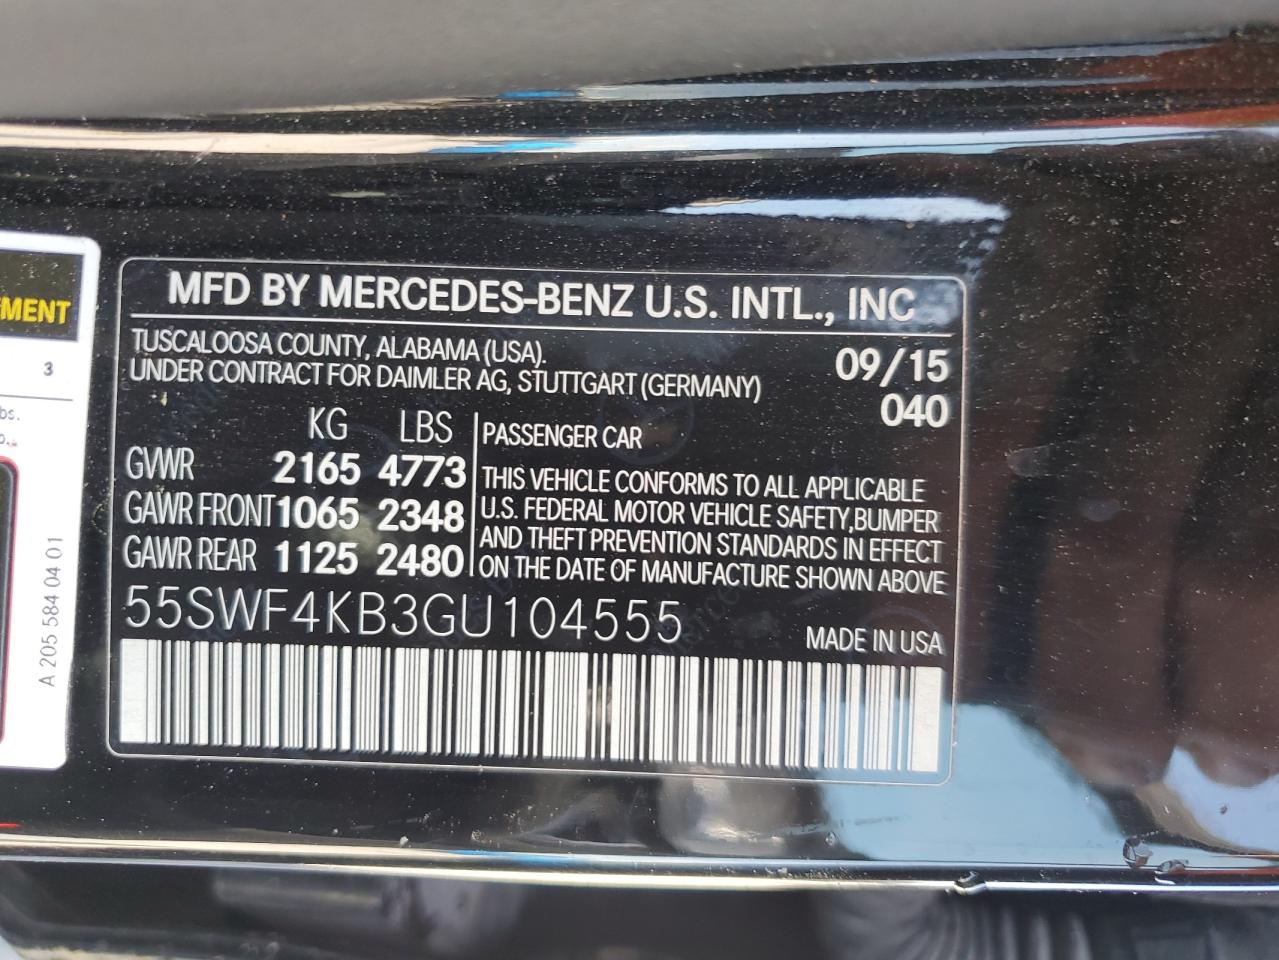 MFD BY MERCEDES-BENZ U.S. INTL., INC
TUSCALOOSA COUNTY, ALABAMA (USA).
UNDER CONTRACT FOR DAIMLER AG, STUTTGART (GERMANY)
09/15
040
KG LBS
GVWR 2165 4773
GAWR FRONT 1065 2348
GAWR REAR 1125 2480
PASSENGER CAR
THIS VEHICLE CONFORMS TO ALL APPLICABLE
U.S. FEDERAL MOTOR VEHICLE SAFETY,BUMPER
AND THEFT PREVENTION STANDARDS IN EFFECT
ON THE DATE OF MANUFACTURE SHOWN ABOVE
55SWF4KB3GU104555
MADE IN USA
3
A 205 584 04 01